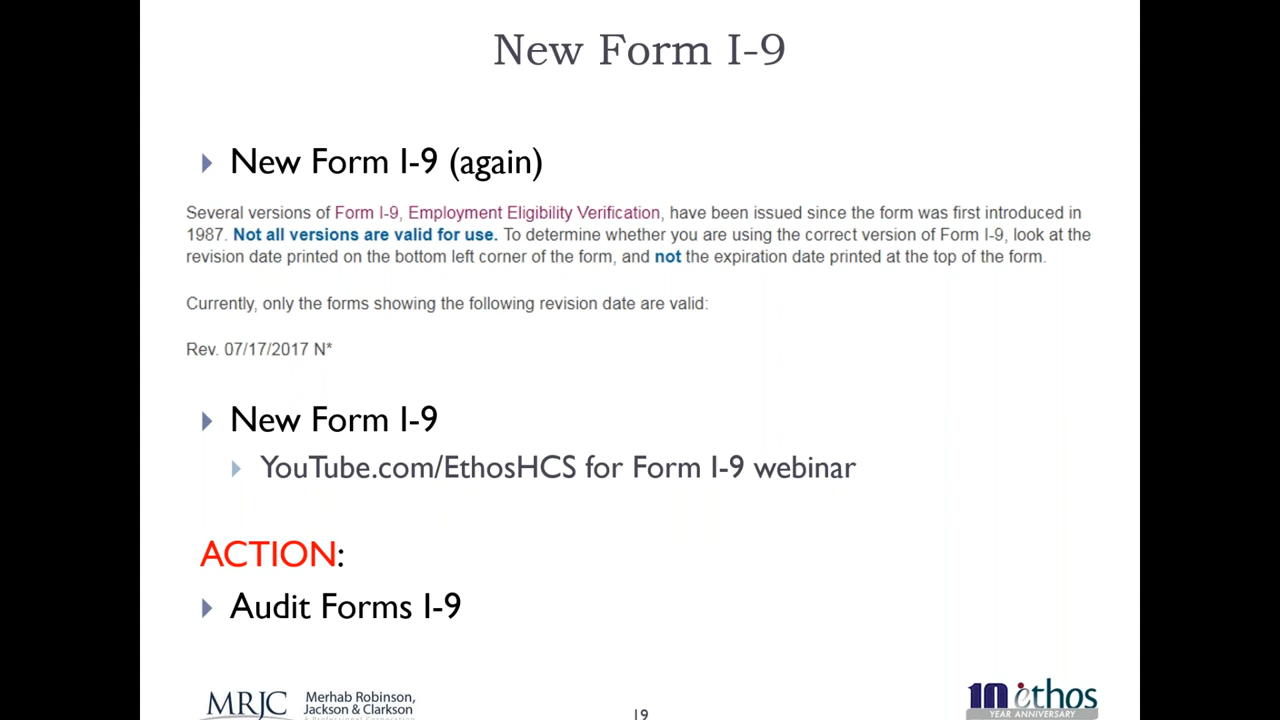 New Form I-9
New Form I-9 (again)
Several versions of Form I-9, Employment Eligibility Verification, have been issued since the form was first introduced in
1987. Not all versions are valid for use. To determine whether you are using the correct version of Form I-9, look at the
revision date printed on the bottom left corner of the form, and not the expiration date printed at the top of the form.
Currently, only the forms showing the following revision date are valid:
Rev. 07/17/2017 N*
New Form I-9
YouTube.com/EthosHCS for Form I-9 webinar
ACTION:
Audit Forms I-9
MRJC Merhab Robinson,
Jackson & Clarkson
A Professional Corporation
19
10 ethos
YEAR ANNIVERSARY